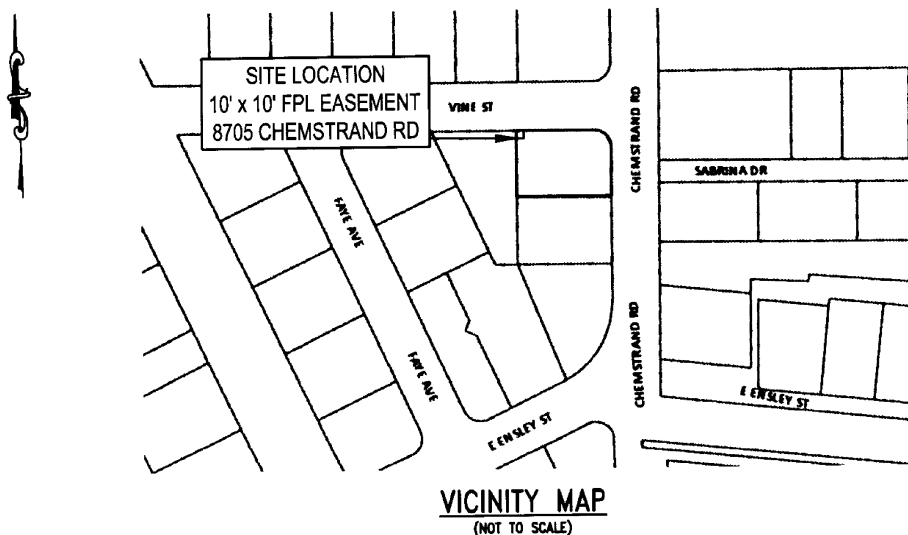 SITE LOCATION
10' x 10' FPL EASEMENT
8705 CHEMSTRAND RD
VINE ST
CHEMSTRAND RD
SABRINA DR
FAYE AVE
CHEMSTRAND RD
FAYE AVE
E ENSLEY ST
E ENSLEY ST
VICINITY MAP
(NOT TO SCALE)